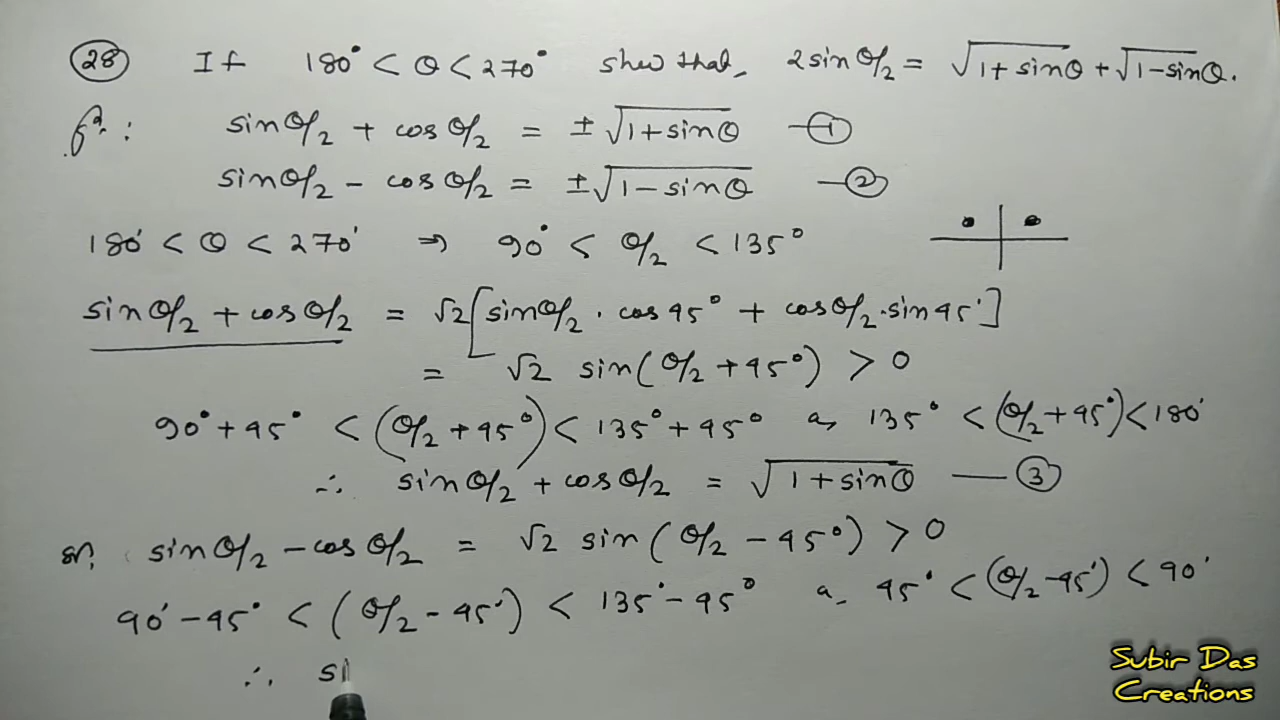 28 If 180° < θ < 270° show that, 2 sin θ/2 = √1+sinθ + √1-sinθ.
sin θ/2 + cos θ/2 = ± √1+sinθ — 1
sin θ/2 - cos θ/2 = ± √1-sinθ — 2
180° < θ < 270° ⇒ 90° < θ/2 < 135°
sin θ/2 + cos θ/2 = √2 [sin θ/2 . cos 45° + cos θ/2 . sin 45°]
= √2 sin (θ/2 + 45°) > 0
90° + 45° < (θ/2 + 45°) < 135° + 45° 135° < (θ/2 + 45°) < 180°
∴ sin θ/2 + cos θ/2 = √1+sinθ — 3
sin θ/2 - cos θ/2 = √2 sin (θ/2 - 45°) > 0
90° - 45° < (θ/2 - 45°) < 135° - 45° 45° < (θ/2 - 45°) < 90°
∴ si
Subir Das
Creations